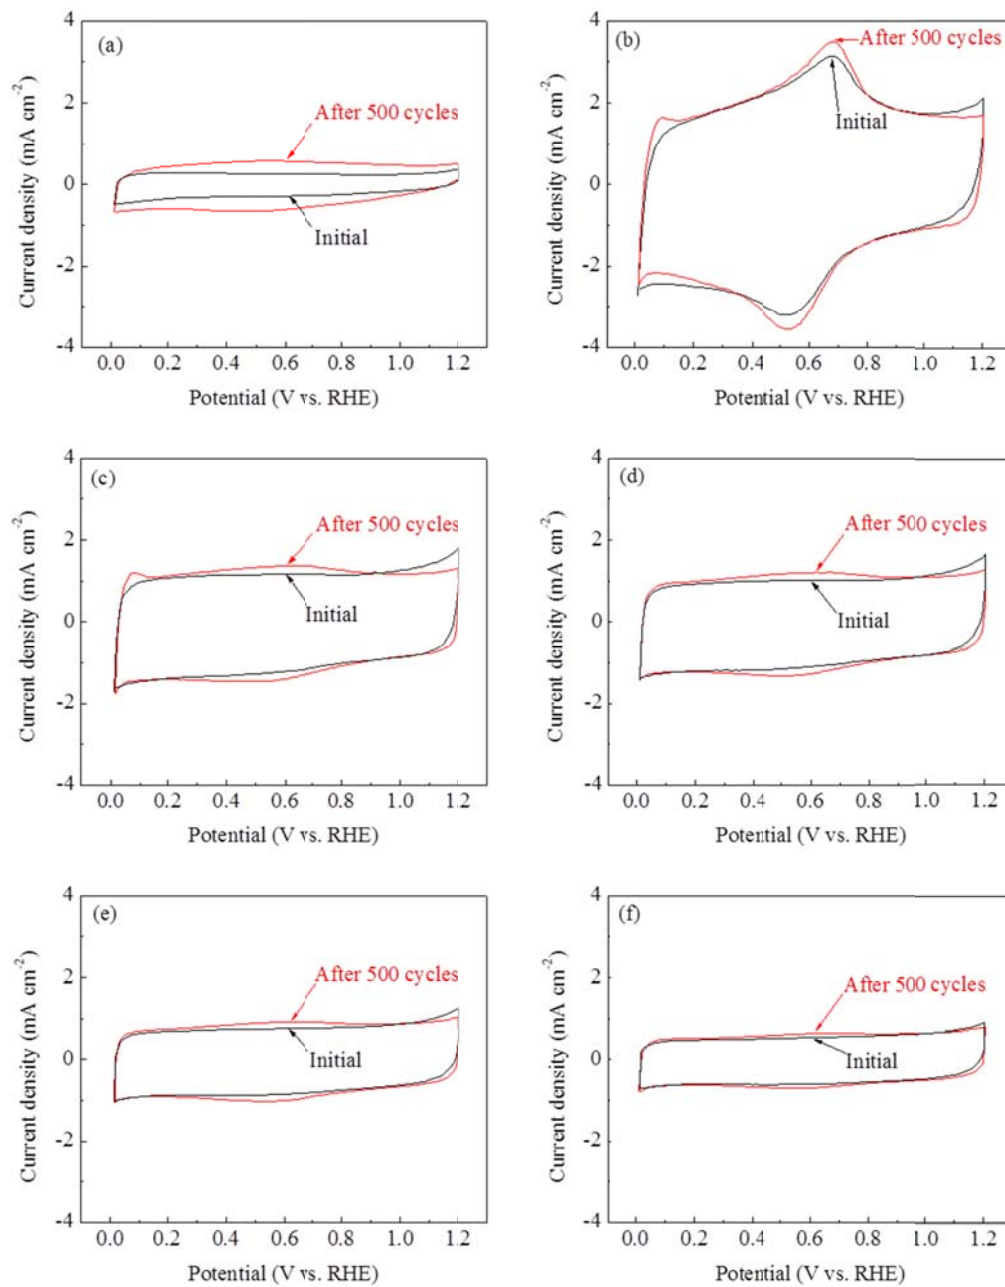 (a)
After 500 cycles
Initial
4
2
0
-2
-4
Current density (mA cm-2)
0.0 0.2 0.4 0.6 0.8 1.0 1.2
Potential (V vs. RHE)
(b)
After 500 cycles
Initial
4
2
0
-2
-4
Current density (mA cm-2)
0.0 0.2 0.4 0.6 0.8 1.0 1.2
Potential (V vs. RHE)
(c)
After 500 cycles
Initial
4
2
0
-2
-4
Current density (mA cm-2)
0.0 0.2 0.4 0.6 0.8 1.0 1.2
Potential (V vs. RHE)
(d)
After 500 cycles
Initial
4
2
0
-2
-4
Current density (mA cm-2)
0.0 0.2 0.4 0.6 0.8 1.0 1.2
Potential (V vs. RHE)
(e)
After 500 cycles
Initial
4
2
0
-2
-4
Current density (mA cm-2)
0.0 0.2 0.4 0.6 0.8 1.0 1.2
Potential (V vs. RHE)
(f)
After 500 cycles
Initial
4
2
0
-2
-4
Current density (mA cm-2)
0.0 0.2 0.4 0.6 0.8 1.0 1.2
Potential (V vs. RHE)